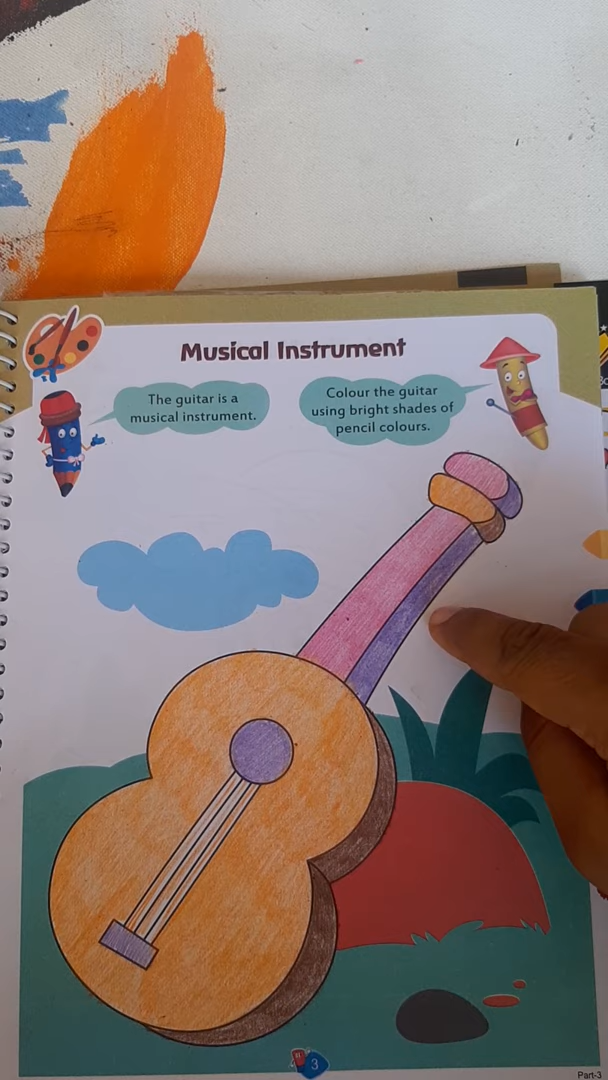 Musical Instrument
The guitar is a
musical instrument.
Colour the guitar
using bright shades of
pencil colours.
3
Part-3